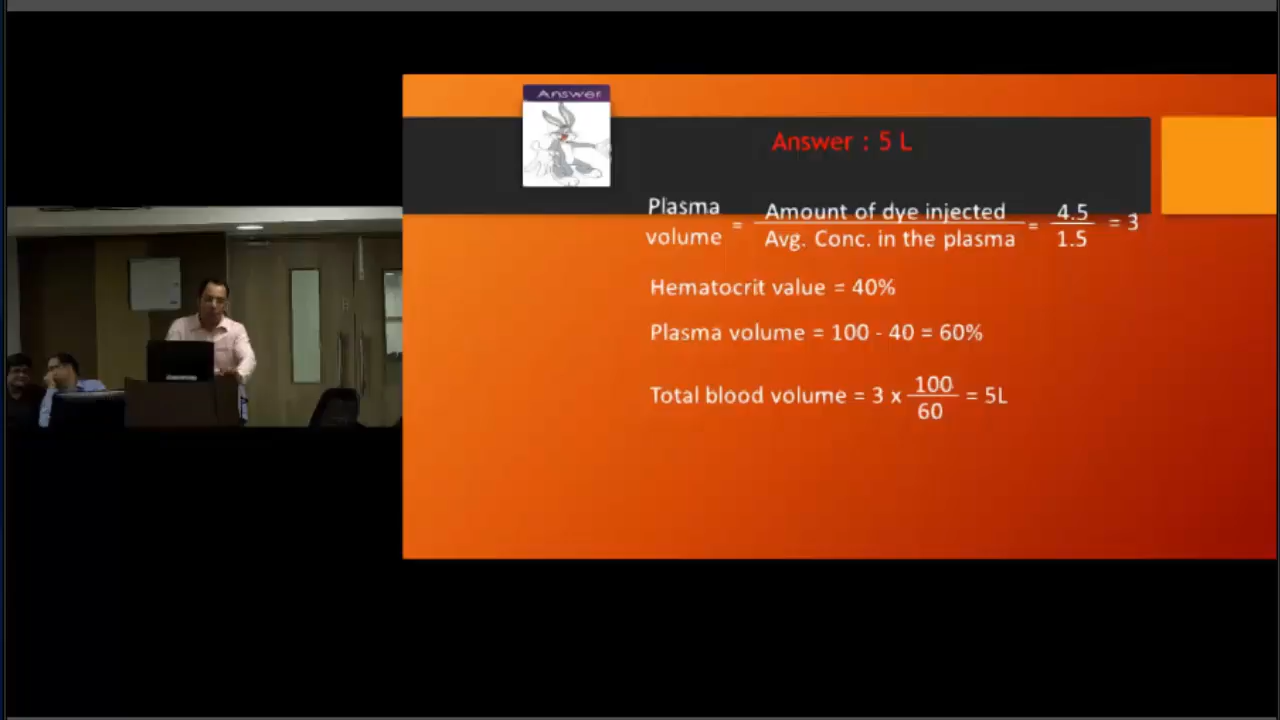 Answer
Answer : 5 L
Plasma volume = Amount of dye injected / Avg. Conc. in the plasma = 4.5 / 1.5 = 3
Hematocrit value = 40%
Plasma volume = 100 - 40 = 60%
Total blood volume = 3 x 100 / 60 = 5L